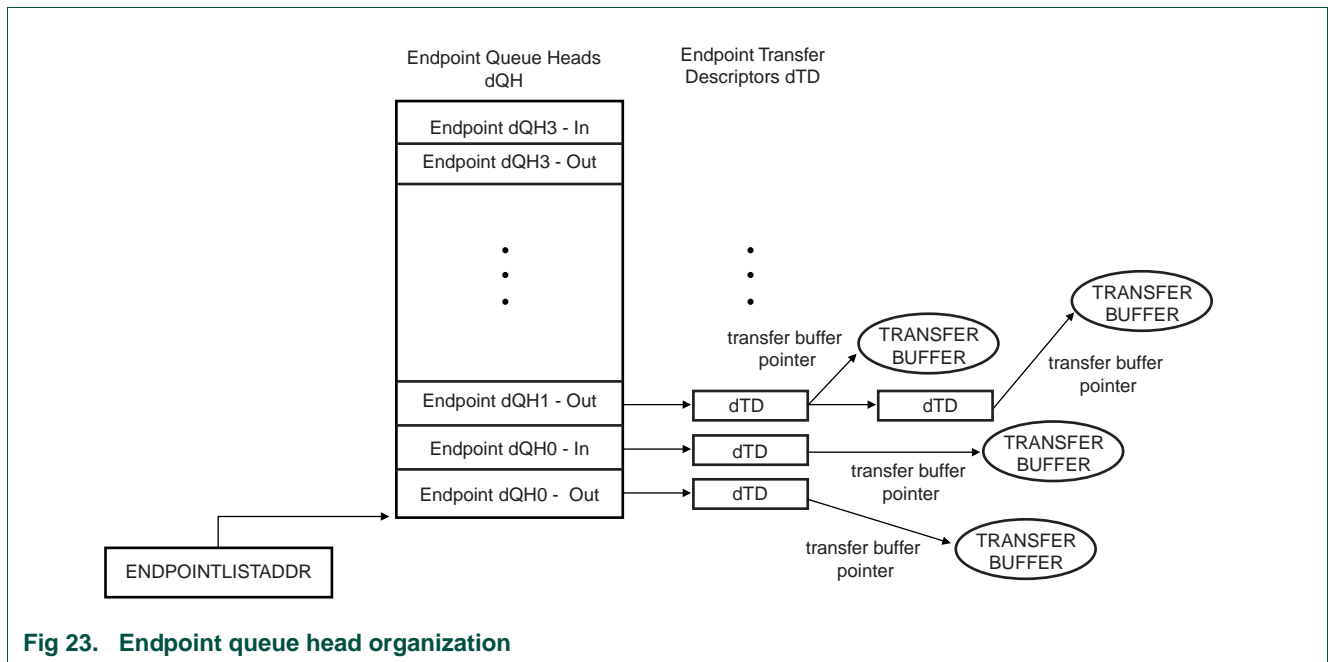 Endpoint Queue Heads
dQH
Endpoint Transfer
Descriptors dTD
Endpoint dQH3 - In
Endpoint dQH3 - Out
TRANSFER
BUFFER
transfer buffer
pointer
TRANSFER
BUFFER
transfer buffer
pointer
Endpoint dQH1 - Out
dTD
dTD
Endpoint dQH0 - In
dTD
TRANSFER
BUFFER
transfer buffer
pointer
Endpoint dQH0 - Out
dTD
transfer buffer
pointer
TRANSFER
BUFFER
ENDPOINTLISTADDR
Fig 23. Endpoint queue head organization